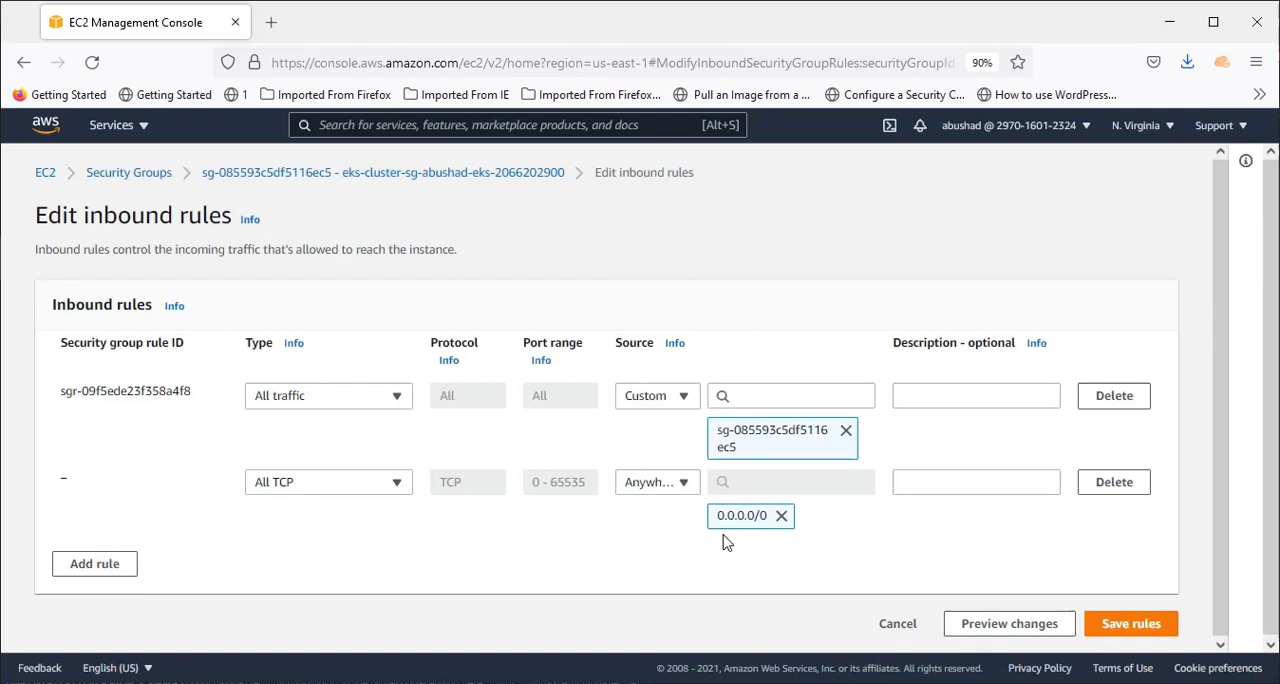 EC2 Management Console
https://console.aws.amazon.com/ec2/v2/home?region=us-east-1#ModifyInboundSecurityGroupRules:securityGroupId
90%
Getting Started
Getting Started
1
Imported From Firefox
Imported From IE
Imported From Firefox...
Pull an Image from a ...
Configure a Security C...
How to use WordPress...
aws
Services
Search for services, features, marketplace products, and docs
[Alt+S]
abushad @ 2970-1601-2324
N. Virginia
Support
EC2
Security Groups
sg-085593c5df5116ec5 - eks-cluster-sg-abushad-eks-2066202900
Edit inbound rules
Edit inbound rules Info
Inbound rules control the incoming traffic that's allowed to reach the instance.
Inbound rules Info
Security group rule ID
Type Info
Protocol
Info
Port range
Info
Source Info
Description - optional Info
sgr-09f5ede23f358a4f8
All traffic
All
All
Custom
Delete
sg-085593c5df5116
ec5
–
All TCP
TCP
0 - 65535
Anywh...
Delete
0.0.0.0/0
Add rule
Cancel
Preview changes
Save rules
Feedback
English (US)
© 2008 - 2021, Amazon Web Services, Inc. or its affiliates. All rights reserved.
Privacy Policy
Terms of Use
Cookie preferences